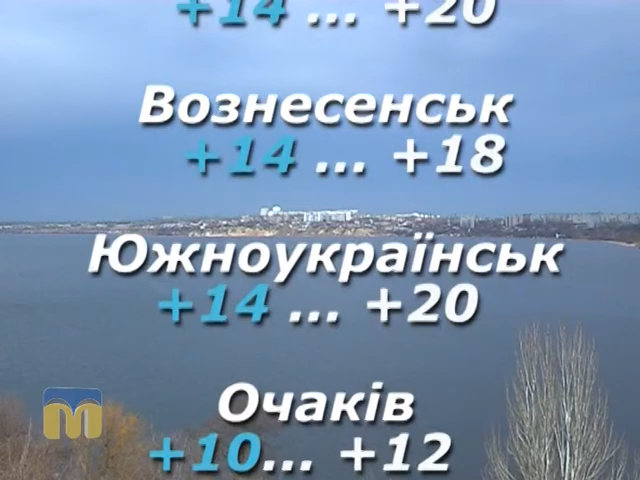 +14 ... +20
Вознесенськ
+14 ... +18
Южноукраїнськ
+14 ... +20
Очаків
+10... +12
M